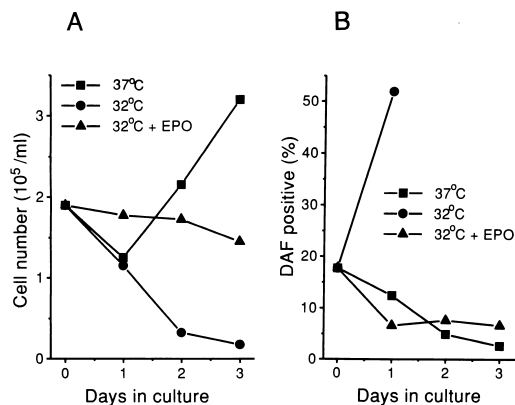 A
37°C
32°C
32°C + EPO
Cell number (10⁵/ml)
3
2
1
0
0 1 2 3
Days in culture
B
50
40
30
20
10
0
DAF positive (%)
37°C
32°C
32°C + EPO
0 1 2 3
Days in culture